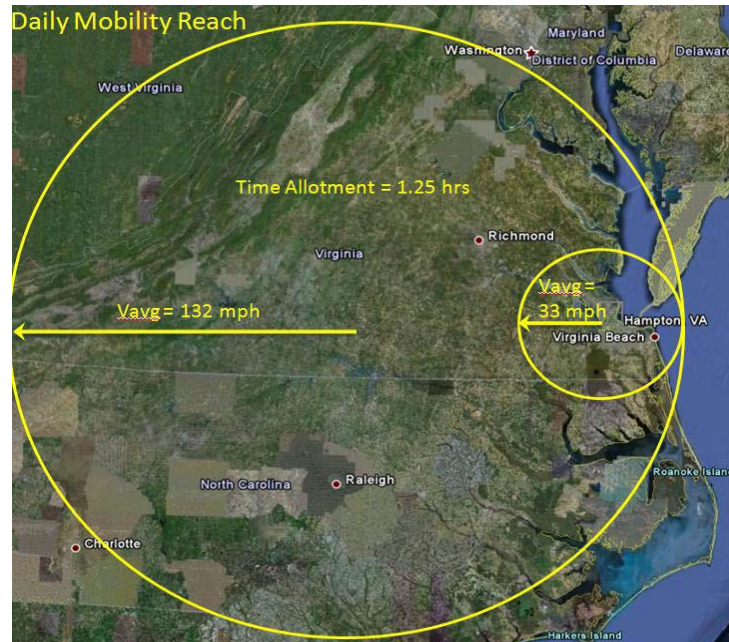 Daily Mobility Reach
Maryland
Washington
District of Columbia
Delaware
West Virginia
Time Allotment = 1.25 hrs
Richmond
Virginia
Vavg= 132 mph
Vavg =
33 mph
Hampton, VA
Virginia Beach
Roanoke Island
North Carolina
Raleigh
Charlotte
Harkers Island